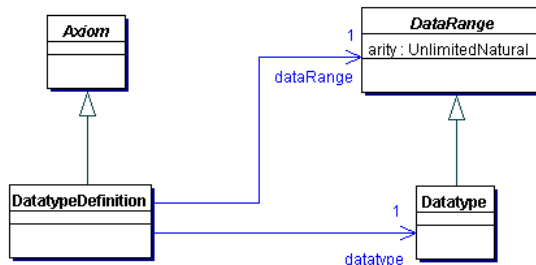 Axiom
DataRange
arity : UnlimitedNatural
1
dataRange
DatatypeDefinition
Datatype
1
datatype